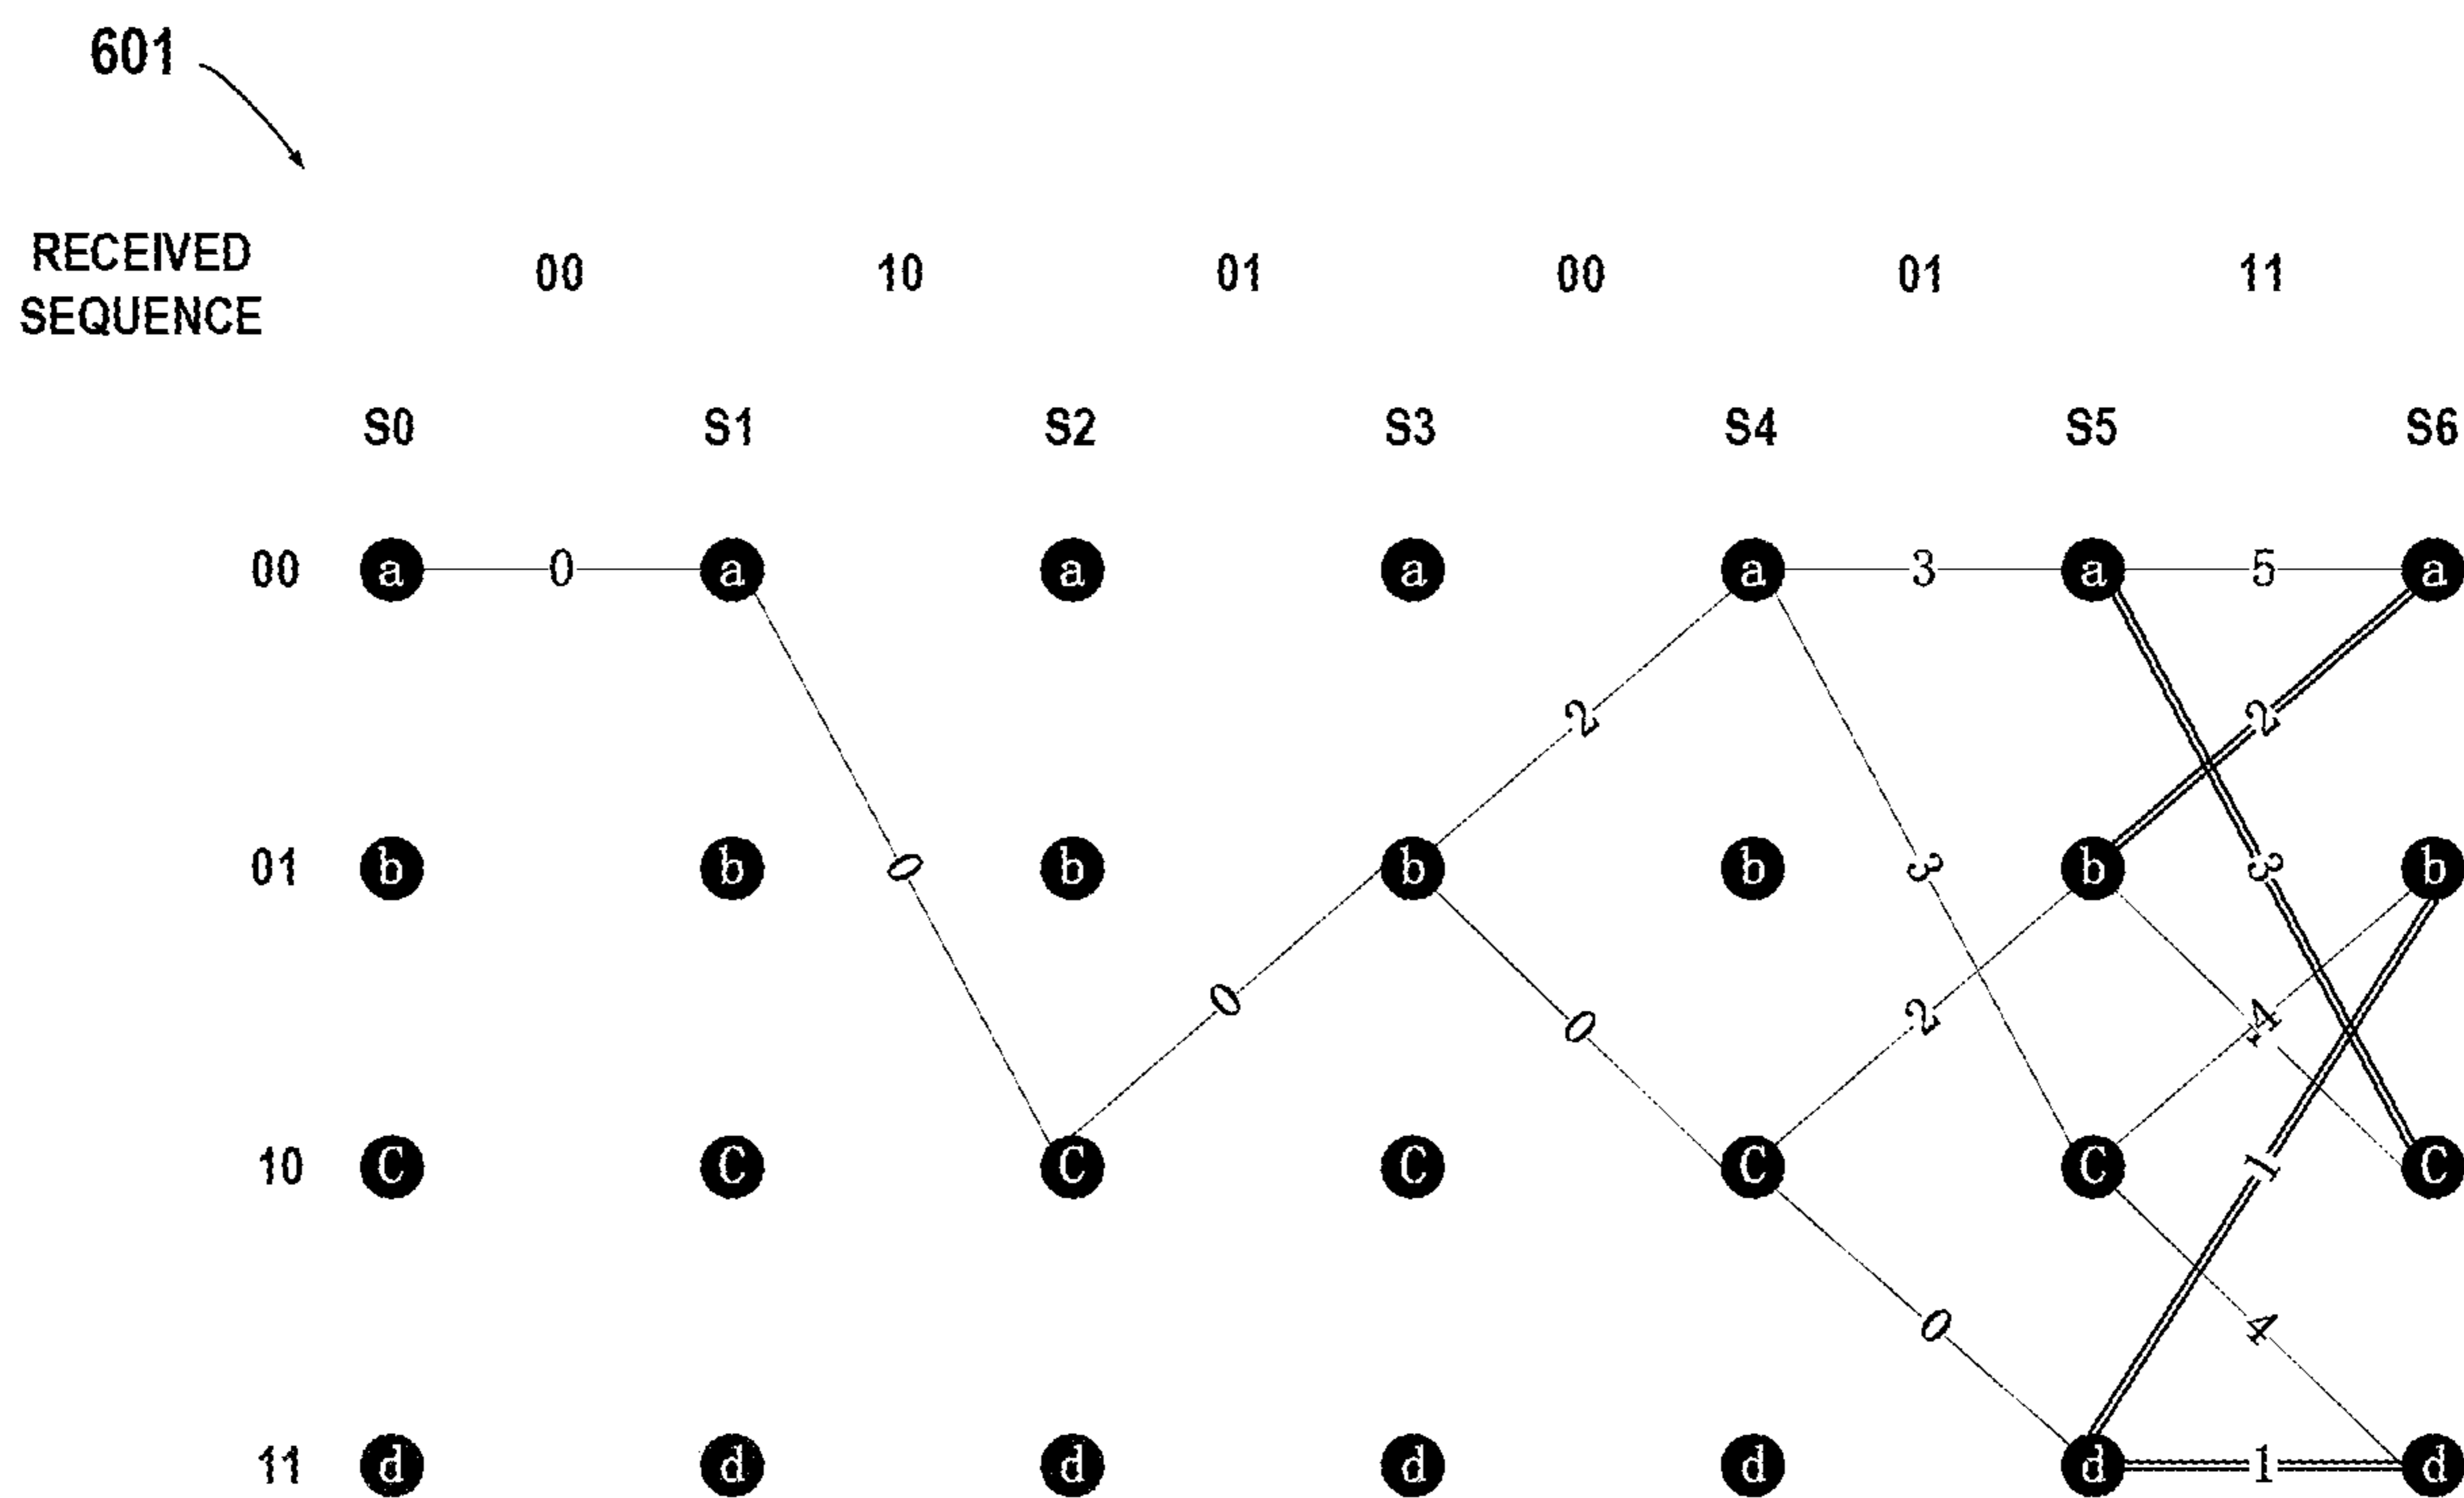 601
RECEIVED
SEQUENCE
00 10 01 00 01 11
S0 S1 S2 S3 S4 S5 S6
00 a 0 a a a a 3 a 5 a
2 2
01 b b 0 b b b 3 b 3 b
0 0 2 4 4
10 C C C C C C 1 C
0 4
11 d d d d d d 1 d